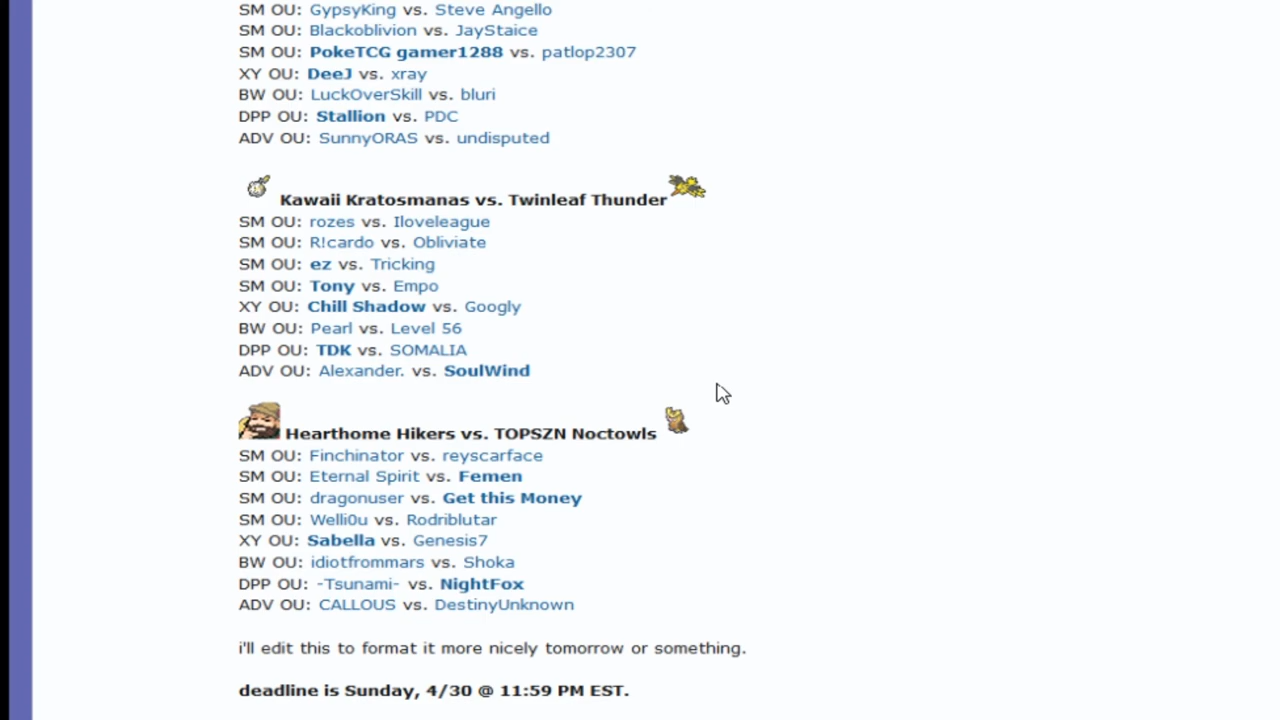 SM OU: GypsyKing vs. Steve Angello
SM OU: Blackoblivion vs. JayStaice
SM OU: PokeTCG gamer1288 vs. patlop2307
XY OU: DeeJ vs. xray
BW OU: LuckOverSkill vs. bluri
DPP OU: Stallion vs. PDC
ADV OU: SunnyORAS vs. undisputed
Kawaii Kratosmanas vs. Twinleaf Thunder
SM OU: rozes vs. Iloveleague
SM OU: R!cardo vs. Obliviate
SM OU: ez vs. Tricking
SM OU: Tony vs. Empo
XY OU: Chill Shadow vs. Googly
BW OU: Pearl vs. Level 56
DPP OU: TDK vs. SOMALIA
ADV OU: Alexander. vs. SoulWind
Hearthome Hikers vs. TOPSZN Noctowls
SM OU: Finchinator vs. reyscarface
SM OU: Eternal Spirit vs. Femen
SM OU: dragonuser vs. Get this Money
SM OU: Welli0u vs. Rodriblutar
XY OU: Sabella vs. Genesis7
BW OU: idiotfrommars vs. Shoka
DPP OU: -Tsunami- vs. NightFox
ADV OU: CALLOUS vs. DestinyUnknown
i'll edit this to format it more nicely tomorrow or something.
deadline is Sunday, 4/30 @ 11:59 PM EST.